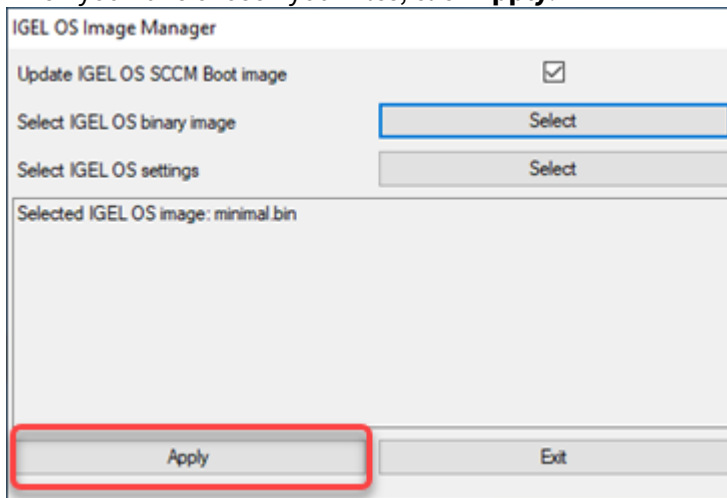 IGEL OS Image Manager
Update IGEL OS SCCM Boot image
Select IGEL OS binary image Select
Select IGEL OS settings Select
Selected IGEL OS image: minimal.bin
Apply Exit